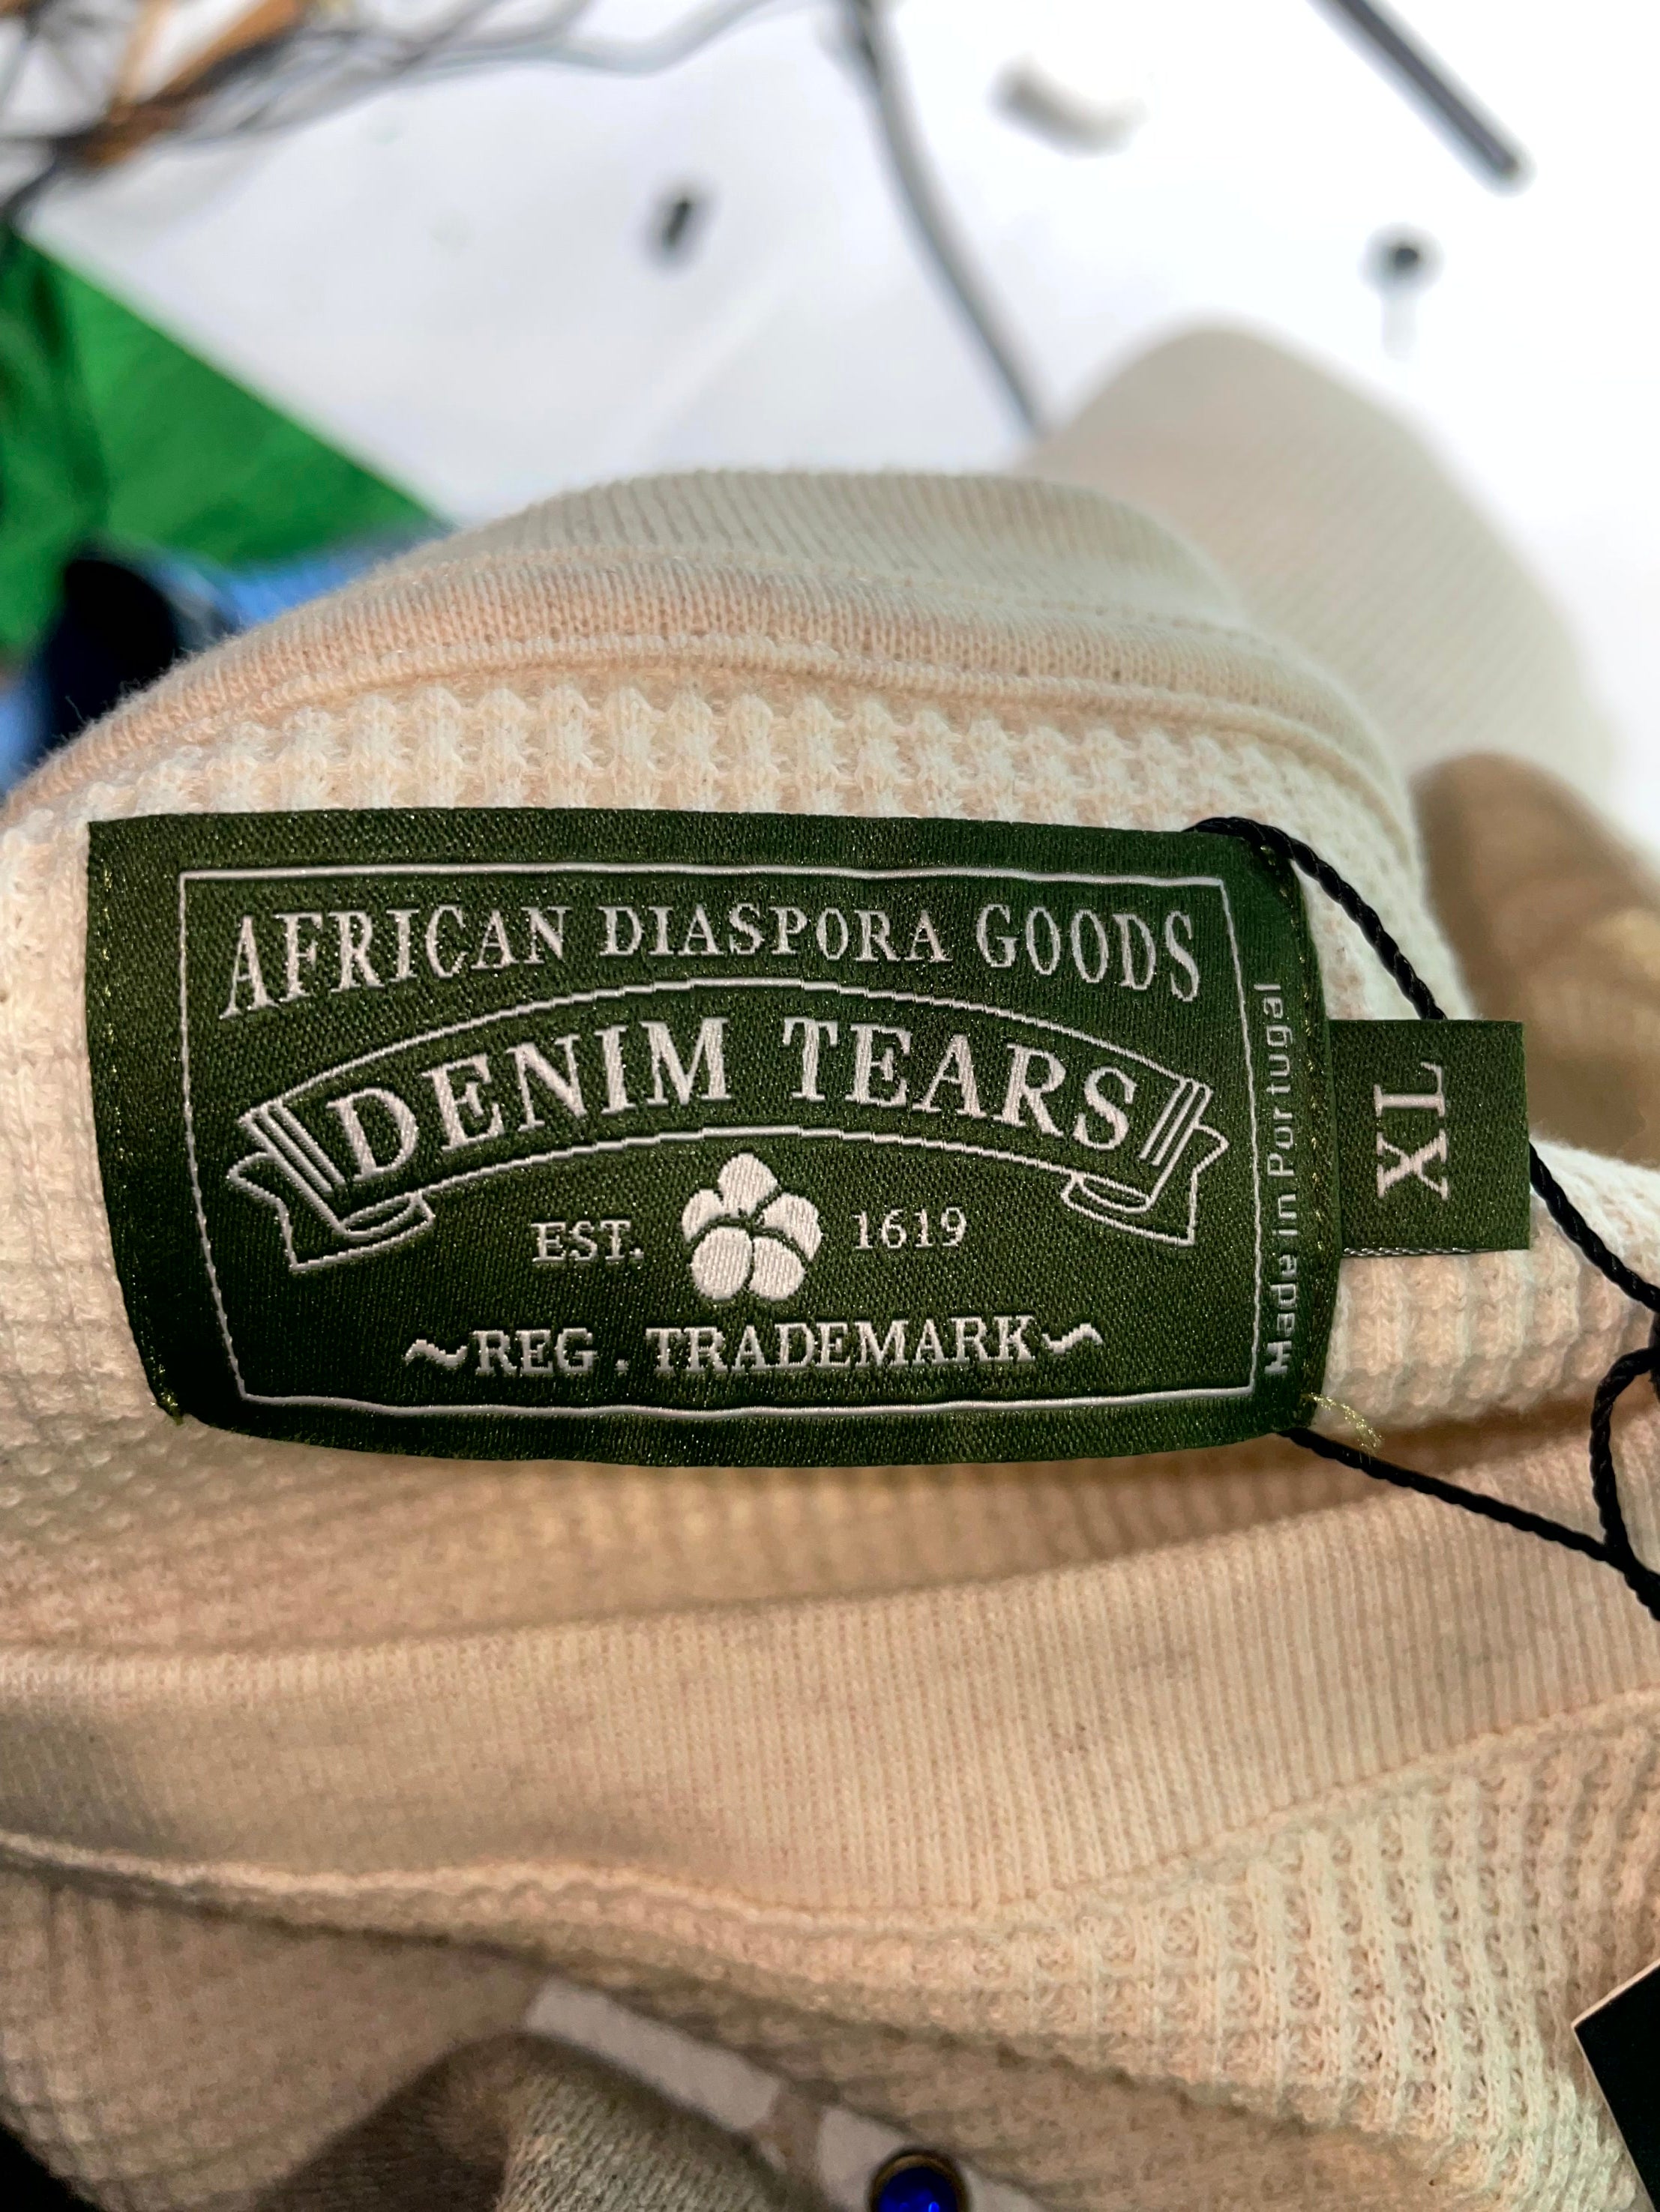 AFRICAN DIASPORA GOODS
DENIM TEARS
EST. 1619
~REG. TRADEMARK~
Made in Portugal
XL